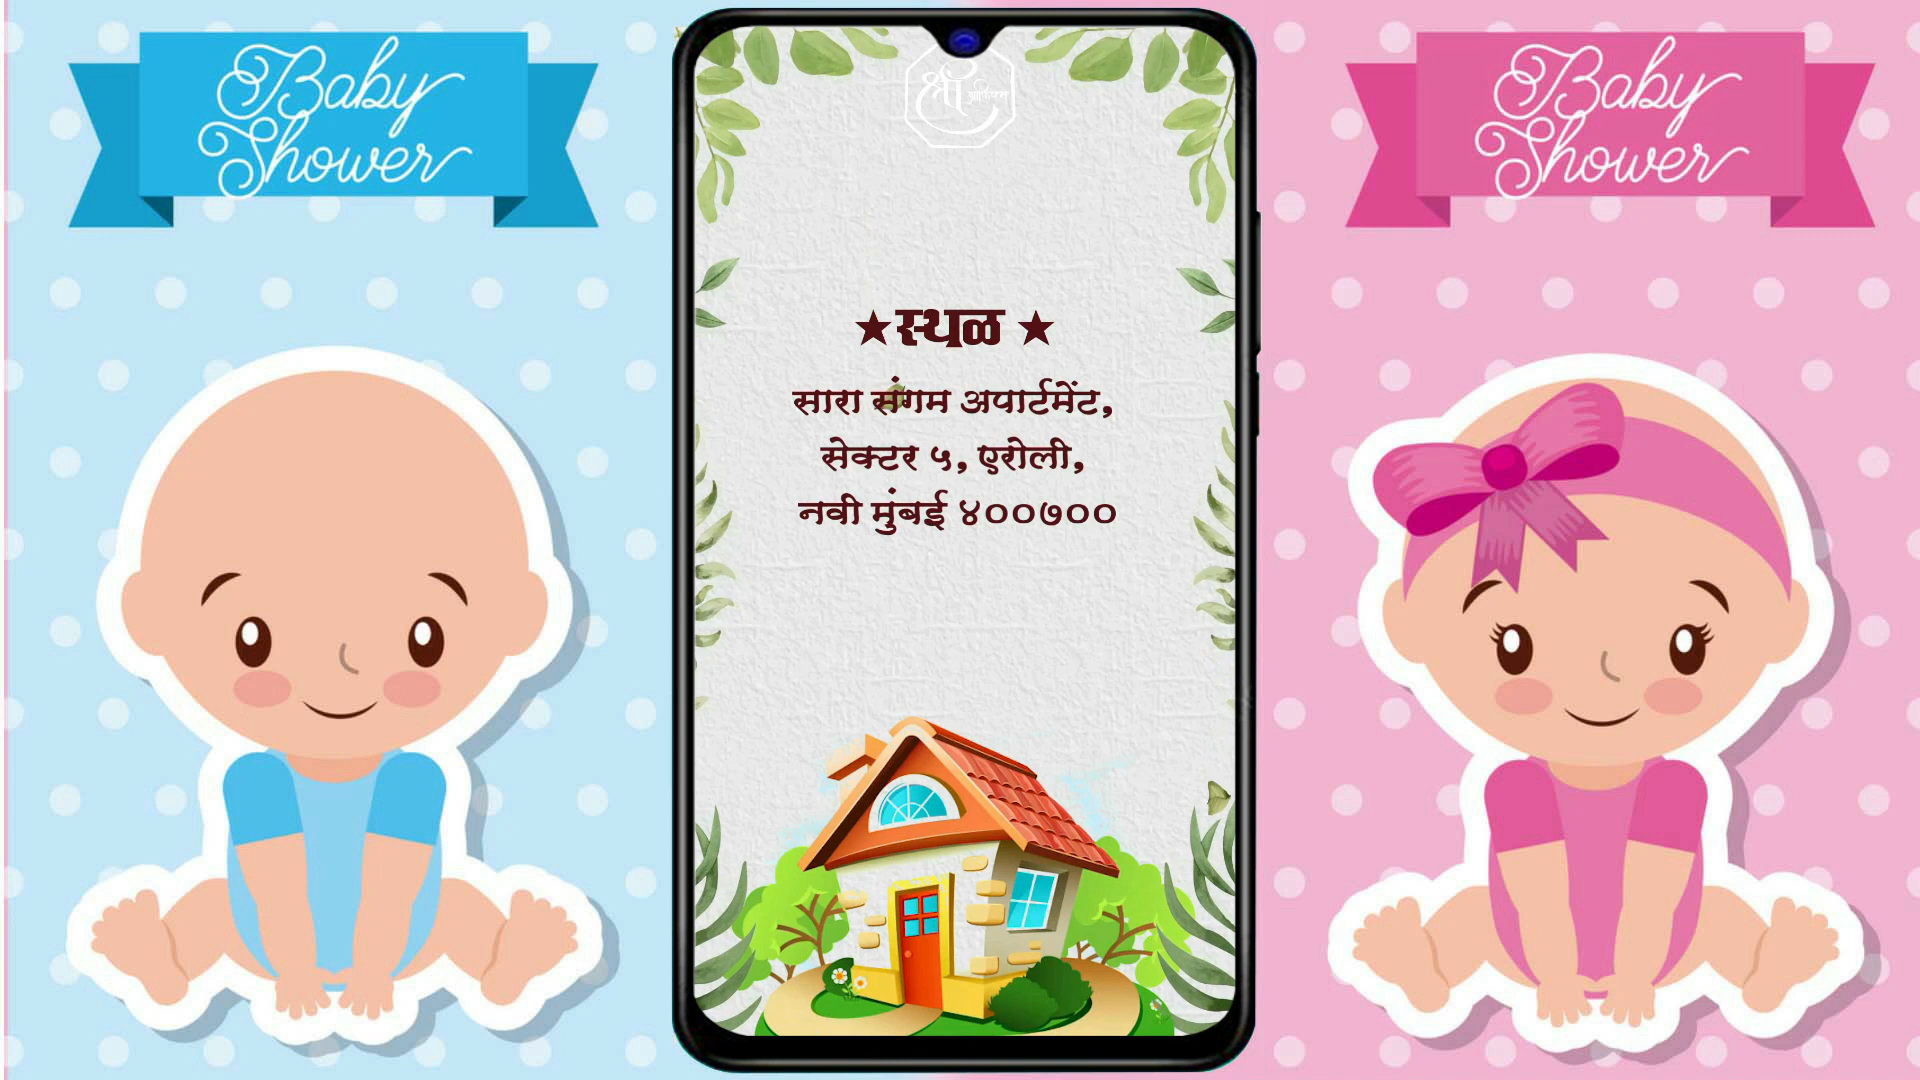 Baby
Shower
श्री
★स्थळ ★
सारा संगम अपार्टमेंट,
सेक्टर ५, एरोली,
नवी मुंबई ४००७००
Baby
Shower